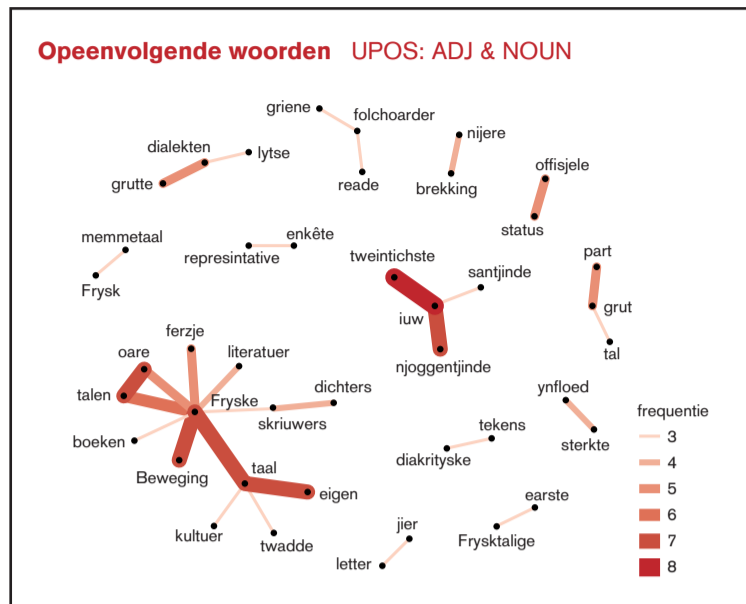 Opeenvolgende woorden UPOS: ADJ & NOUN
griene
folchoarder
nijere
dialekten
lytse
offisjele
grutte
reade
brekking
status
memmetaal
enkête
represintative
tweintichste
santjinde
part
Frysk
iuw
grut
ferzje
oare
literatuer
njoggentjinde
tal
talen
Fryske
dichters
ynfloed
skriuwers
frequentie
boeken
tekens
sterkte
3
diakrityske
4
Beweging
taal
5
eigen
earste
6
kultuer
twadde
jier
Frysktalige
7
letter
8